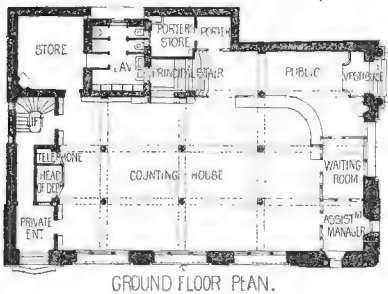 STORE
LAV
PORTER'S
STORE
PORTER
PRINCIPAL STAIR
PUBLIC
VESTIBULE
LIFT
TELEPHONE
HEAD
OF DEPT
COUNTING HOUSE
WAITING
ROOM
PRIVATE
ENT.
ASSISTNT
MANAGER
GROUND FLOOR PLAN.